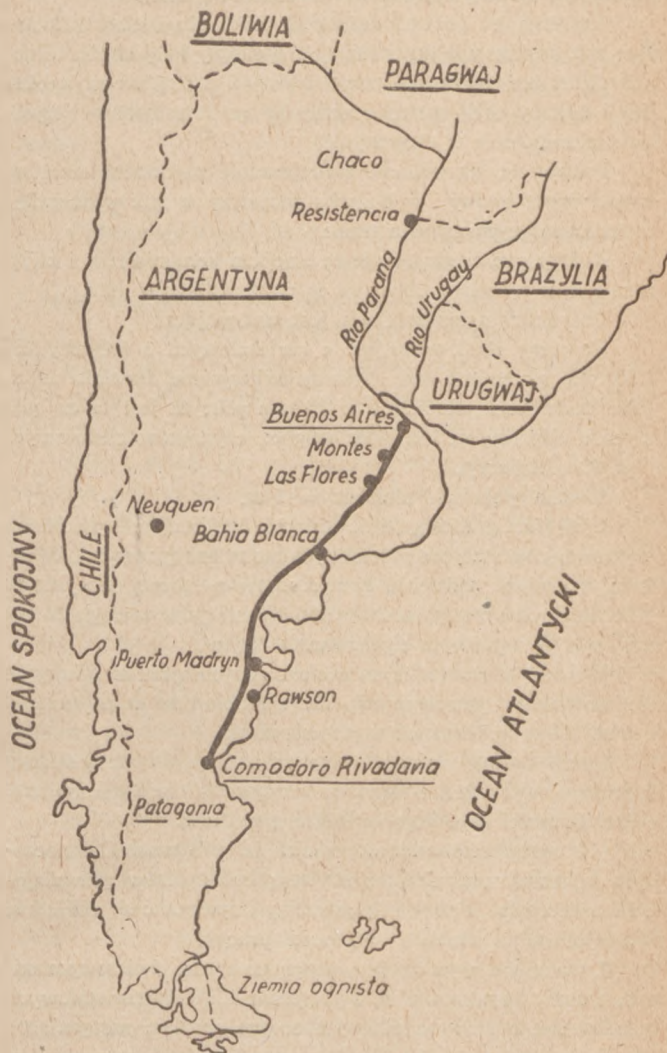 BOLIWIA
PARAGWAJ
Chaco
Resistencia
ARGENTYNA
Rio Parana
Rio Urugay
BRAZYLIA
URUGWAJ
Buenos Aires
Montes
Las Flores
Neuquen
Bahia Blanca
CHILE
OCEAN SPOKOJNY
OCEAN ATLANTYCKI
Puerto Madryn
Rawson
Comodoro Rivadavia
Patagonia
Ziemia ognista